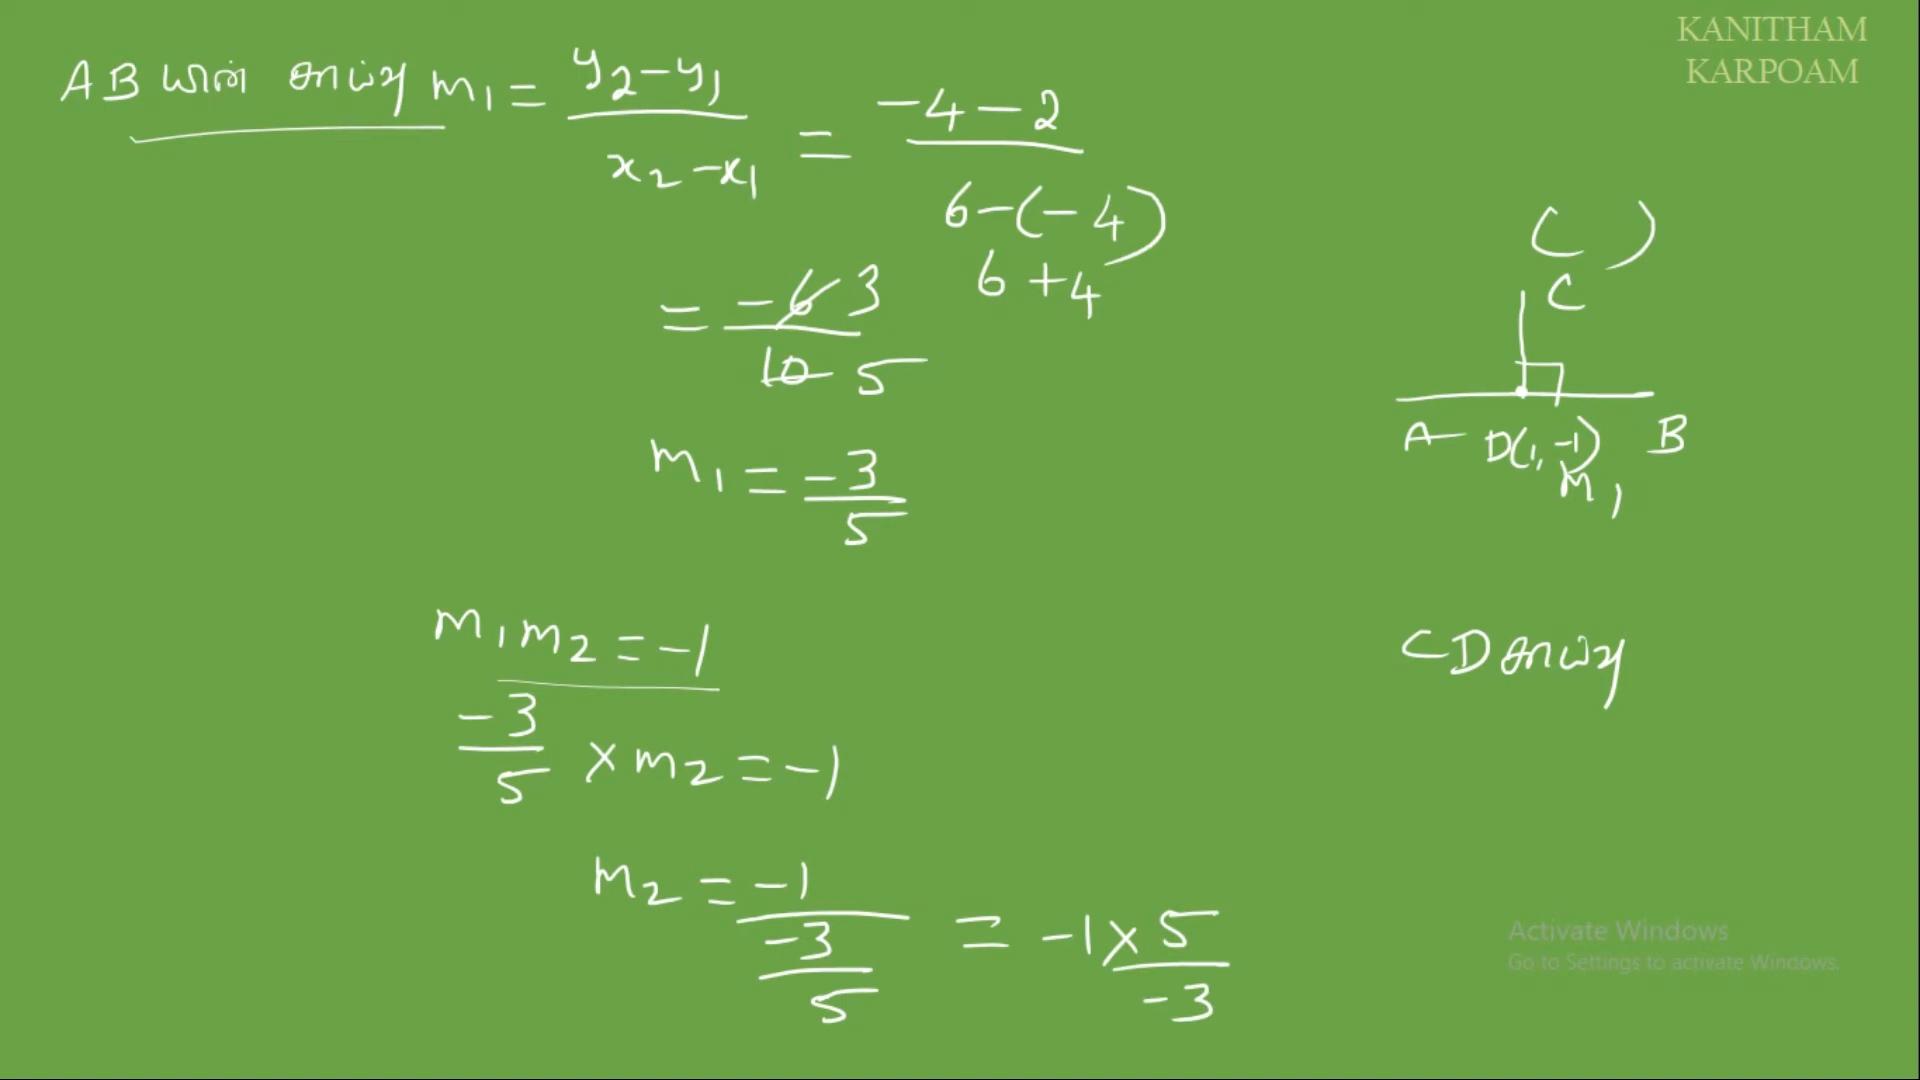 KANITHAM
KARPOAM
AB யின் சாய்வு m₁ = y₂-y₁ / x₂-x₁ = -4-2 / 6-(-4)
6+4
= -6 3 / 10 5
m₁ = -3/5
( )
C
A D(1,-1) B
M₁
m₁m₂ = -1
-3/5 × m₂ = -1
CD சாய்வு
m₂ = -1 / -3/5 = -1 × 5 / -3
Activate Windows
Go to Settings to activate Windows.